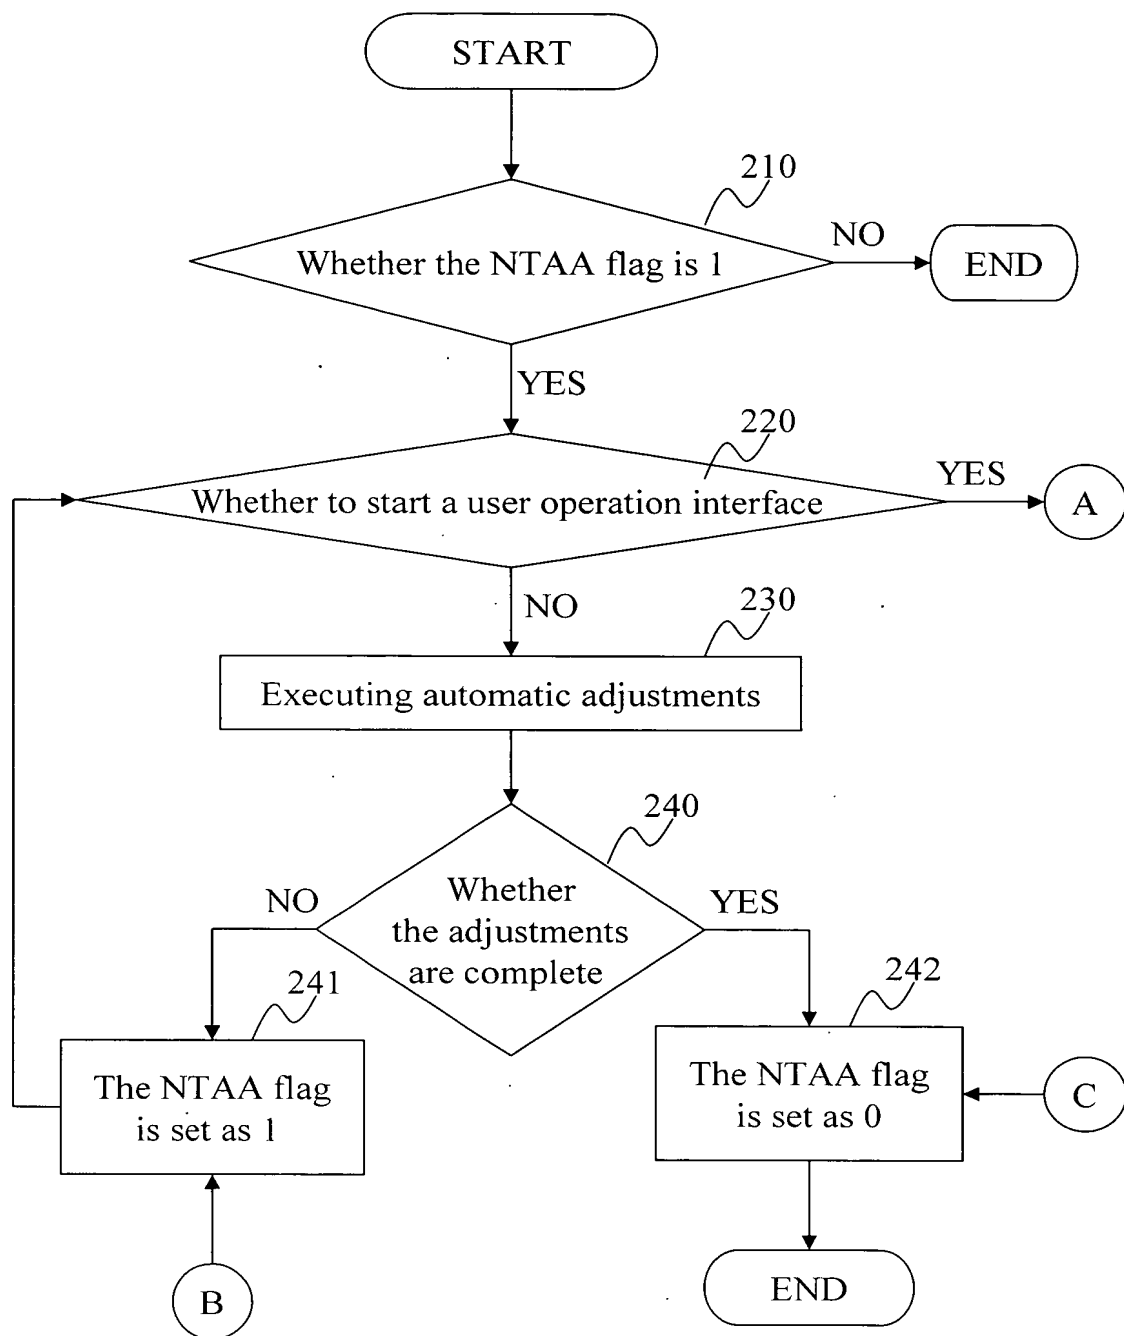 START
210
Whether the NTAA flag is 1
NO
END
YES
220
Whether to start a user operation interface
YES
A
NO
230
Executing automatic adjustments
240
Whether
the adjustments
are complete
NO
YES
241
242
The NTAA flag
is set as 1
The NTAA flag
is set as 0
C
B
END